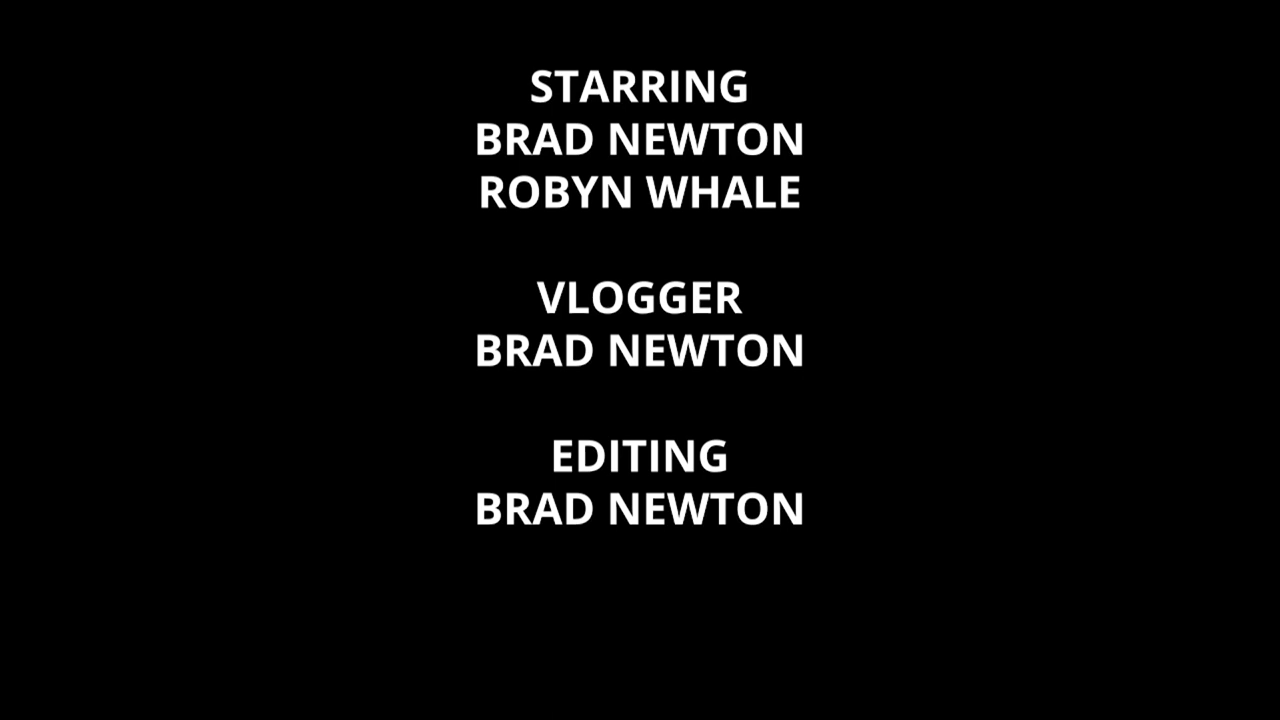 STARRING
BRAD NEWTON
ROBYN WHALE
VLOGGER
BRAD NEWTON
EDITING
BRAD NEWTON